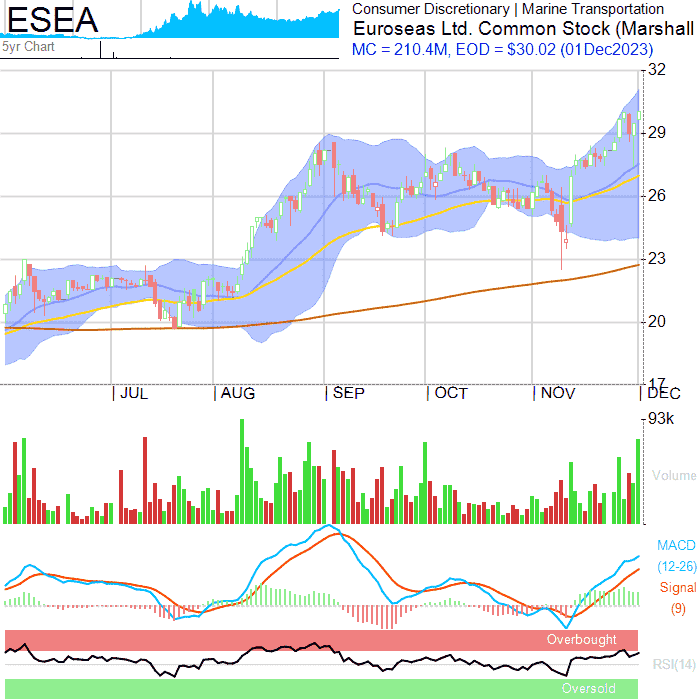 ESEA
5yr Chart
Consumer Discretionary | Marine Transportation
Euroseas Ltd. Common Stock (Marshall
MC = 210.4M, EOD = $30.02 (01Dec2023)
32
29
26
23
20
17
JUL AUG SEP OCT NOV DEC
93k
Volume
MACD
(12-26)
Signal
(9)
Overbought
RSI(14)
Oversold